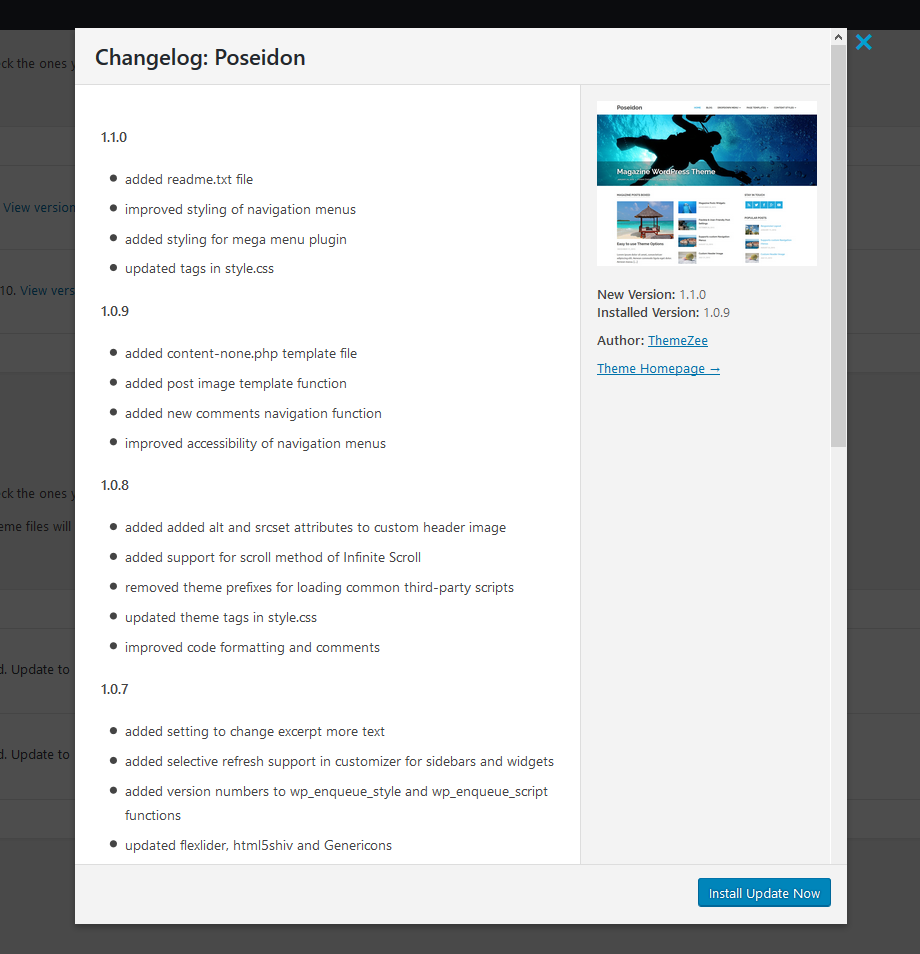 Changelog: Poseidon
ck the ones y
View version
10. View vers
ck the ones y
eme files will
d. Update to
d. Update to
1.1.0
added readme.txt file
improved styling of navigation menus
added styling for mega menu plugin
updated tags in style.css
1.0.9
added content-none.php template file
added post image template function
added new comments navigation function
improved accessibility of navigation menus
1.0.8
added added alt and srcset attributes to custom header image
added support for scroll method of Infinite Scroll
removed theme prefixes for loading common third-party scripts
updated theme tags in style.css
improved code formatting and comments
1.0.7
added setting to change excerpt more text
added selective refresh support in customizer for sidebars and widgets
added version numbers to wp_enqueue_style and wp_enqueue_script
functions
updated flexlider, html5shiv and Genericons
Poseidon
Magazine WordPress Theme
MAGAZINE POSTS BOXED
STAY IN TOUCH
POPULAR POSTS
Easy to use Theme Options
New Version: 1.1.0
Installed Version: 1.0.9
Author: ThemeZee
Theme Homepage →
Install Update Now